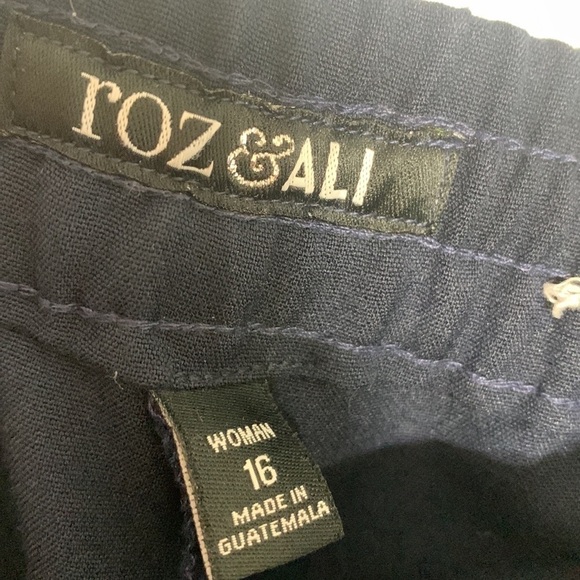 roz & ALI
WOMAN
16
MADE IN
GUATEMALA